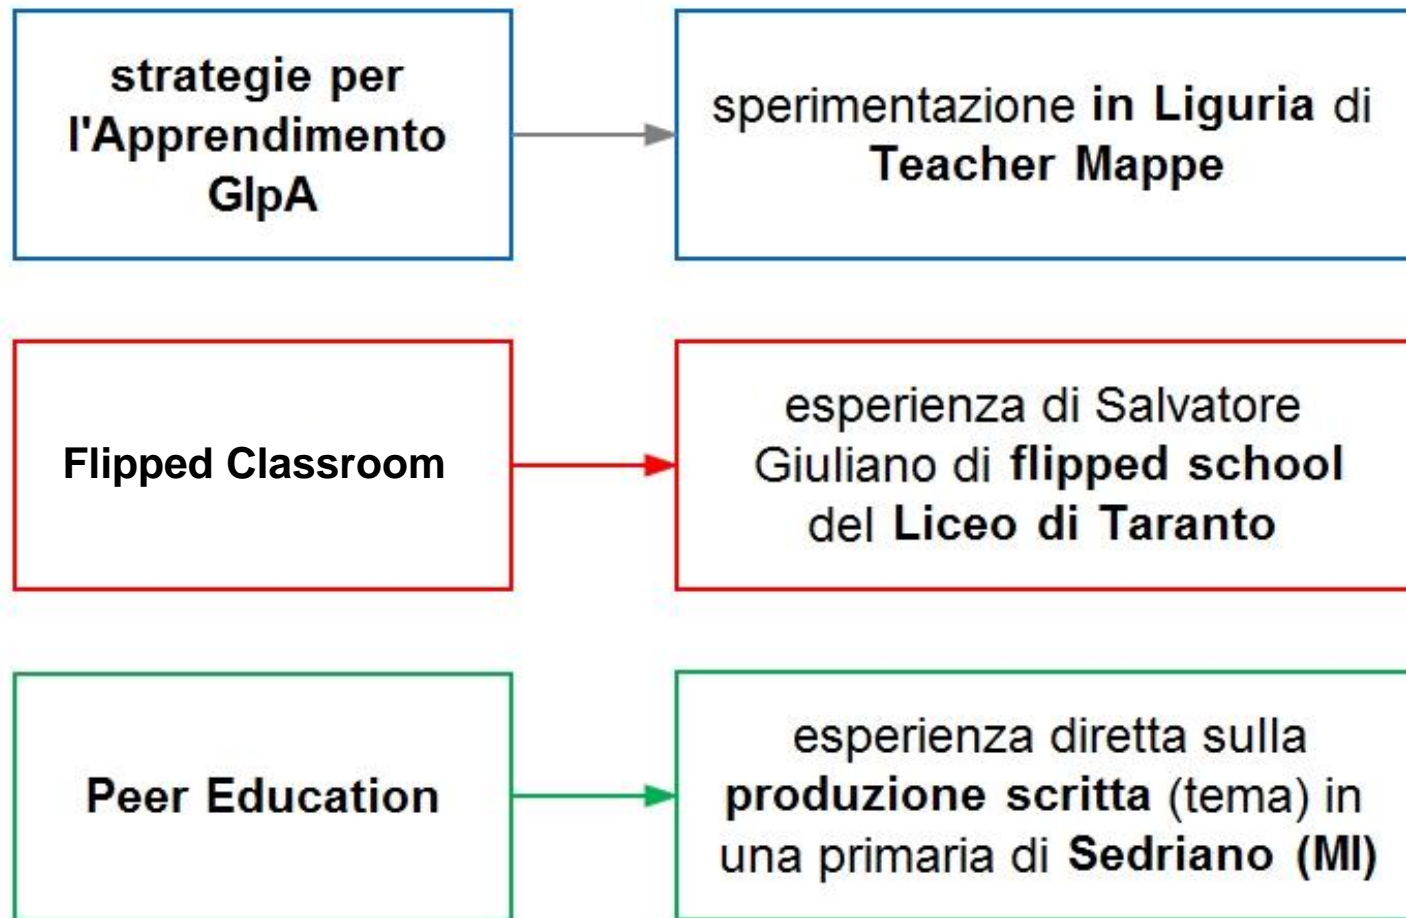 strategie per
l'Apprendimento
GIpA
sperimentazione in Liguria di
Teacher Mappe
Flipped Classroom
esperienza di Salvatore
Giuliano di flipped school
del Liceo di Taranto
Peer Education
esperienza diretta sulla
produzione scritta (tema) in
una primaria di Sedriano (MI)